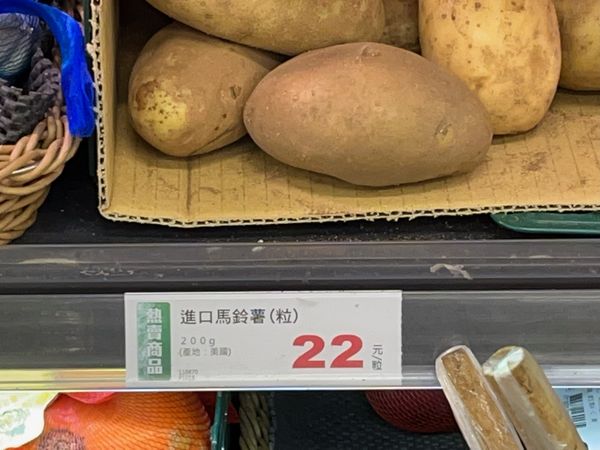 熱賣商品
進口馬鈴薯(粒)
200g
(產地：美國)
22
元/粒